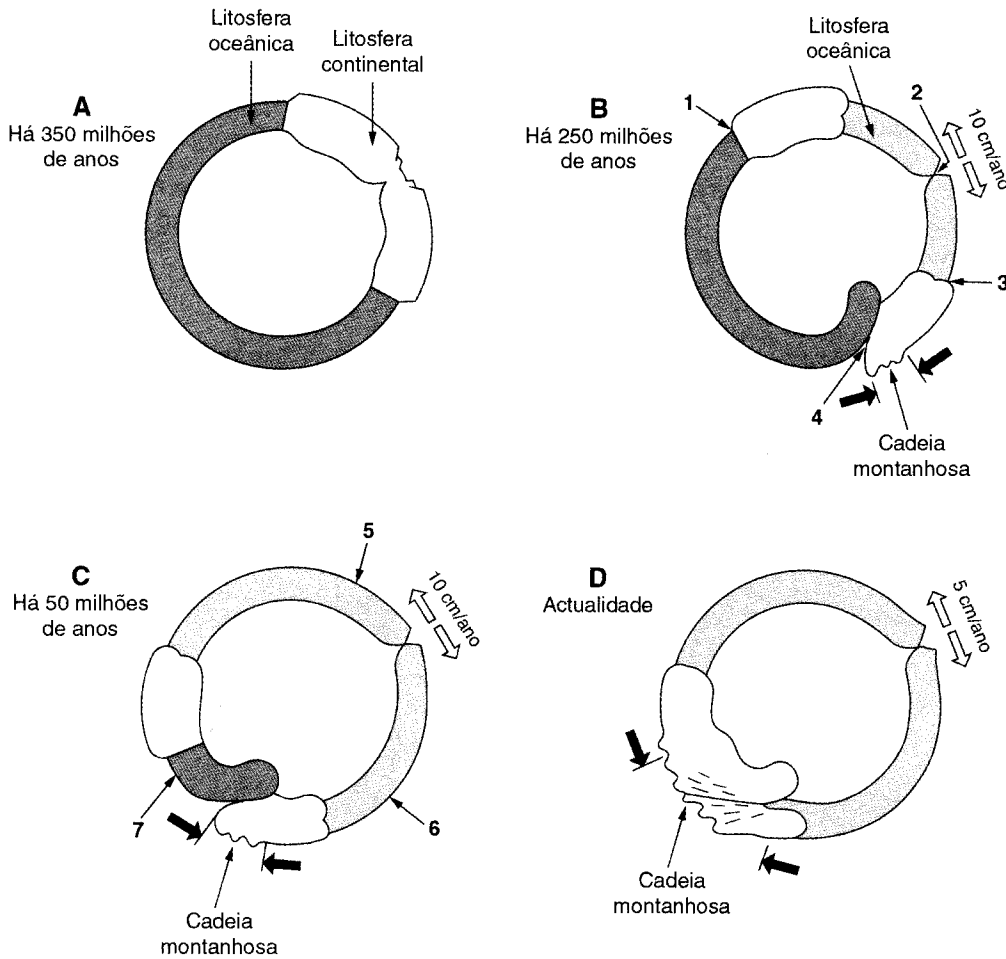 Litosfera
oceânica
Litosfera
continental
A
Há 350 milhões
de anos
Litosfera
oceânica
B
Há 250 milhões
de anos
1
2
10 cm/ano
3
4
Cadeia
montanhosa
C
Há 50 milhões
de anos
5
10 cm/ano
7
6
Cadeia
montanhosa
D
Actualidade
5 cm/ano
Cadeia
montanhosa